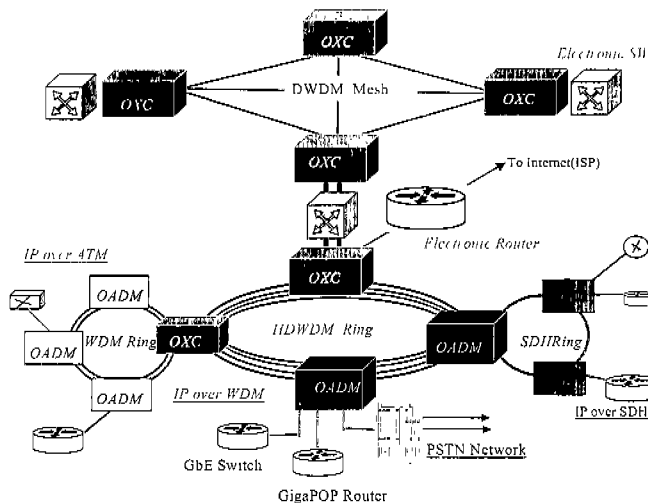 OXC
Electronic SW
OXC
DWDM Mesh
OXC
OXC
To Internet(ISP)
Electronic Router
IP over ATM
OXC
OADM
OADM
WDM Ring
OXC
HDWDM Ring
OADM
SDHRing
OADM
IP over WDM
OADM
IP over SDH
PSTN Network
GbE Switch
GigaPOP Router